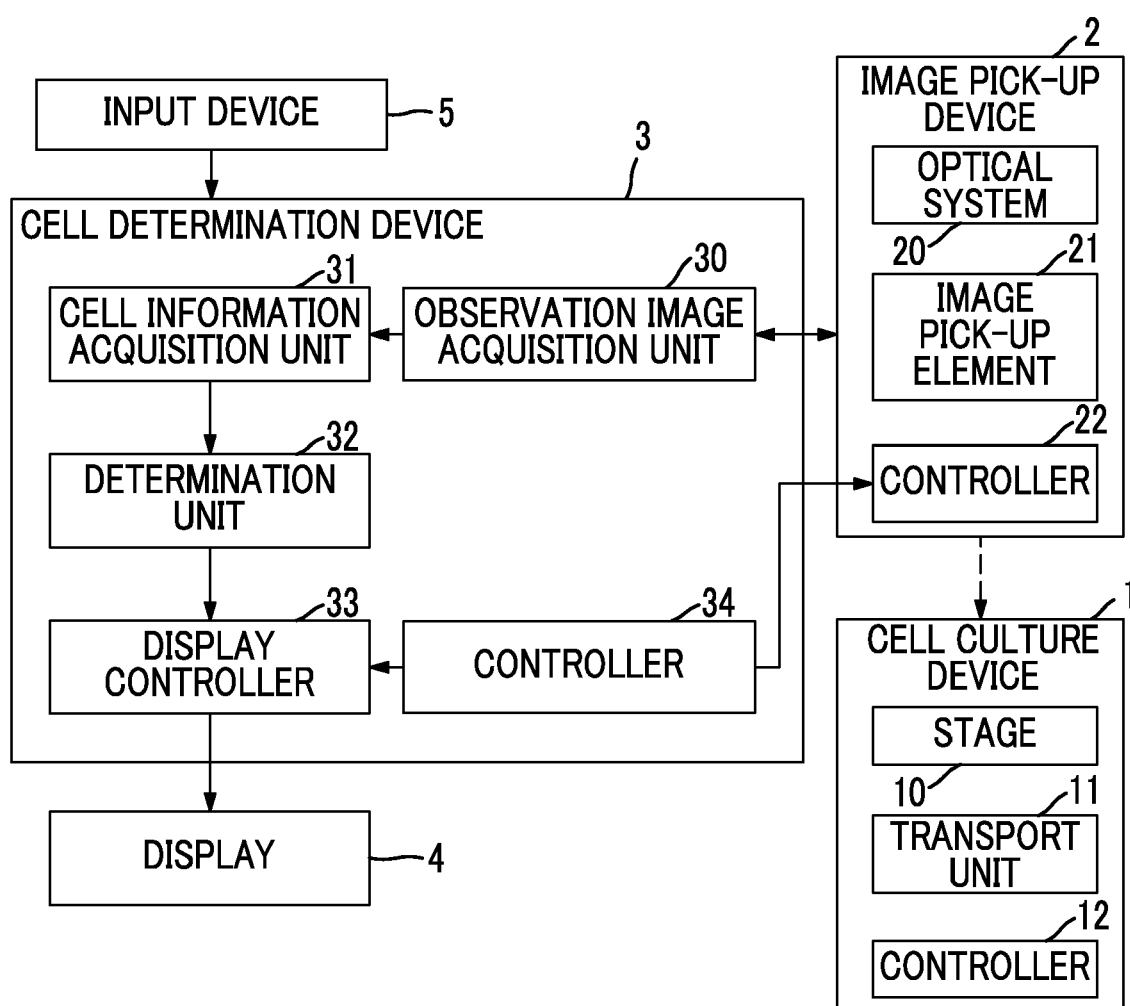 INPUT DEVICE
5
3
CELL DETERMINATION DEVICE
31
CELL INFORMATION
ACQUISITION UNIT
30
OBSERVATION IMAGE
ACQUISITION UNIT
32
DETERMINATION
UNIT
33
DISPLAY
CONTROLLER
34
CONTROLLER
DISPLAY
4
2
IMAGE PICK-UP
DEVICE
OPTICAL
SYSTEM
20
21
IMAGE
PICK-UP
ELEMENT
22
CONTROLLER
1
CELL CULTURE
DEVICE
STAGE
10
11
TRANSPORT
UNIT
12
CONTROLLER